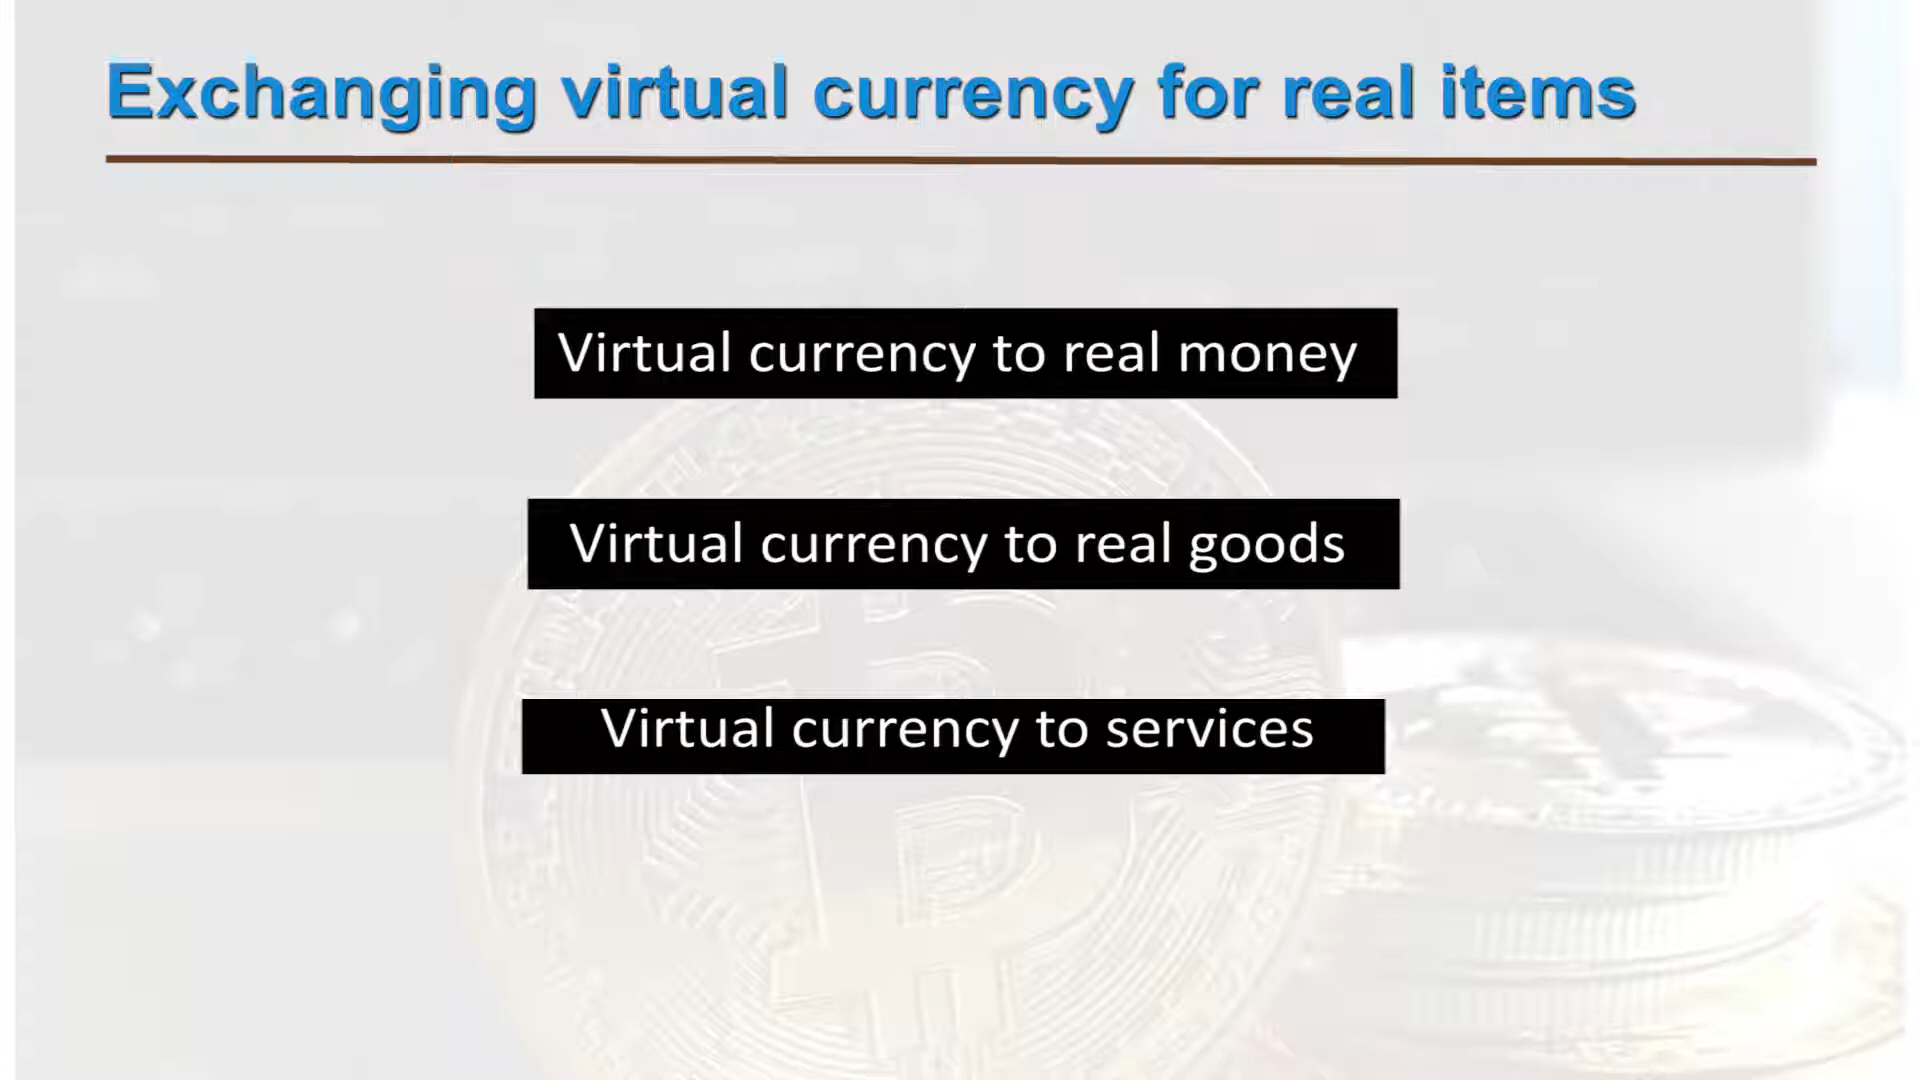 Exchanging virtual currency for real items
Virtual currency to real money
Virtual currency to real goods
Virtual currency to services